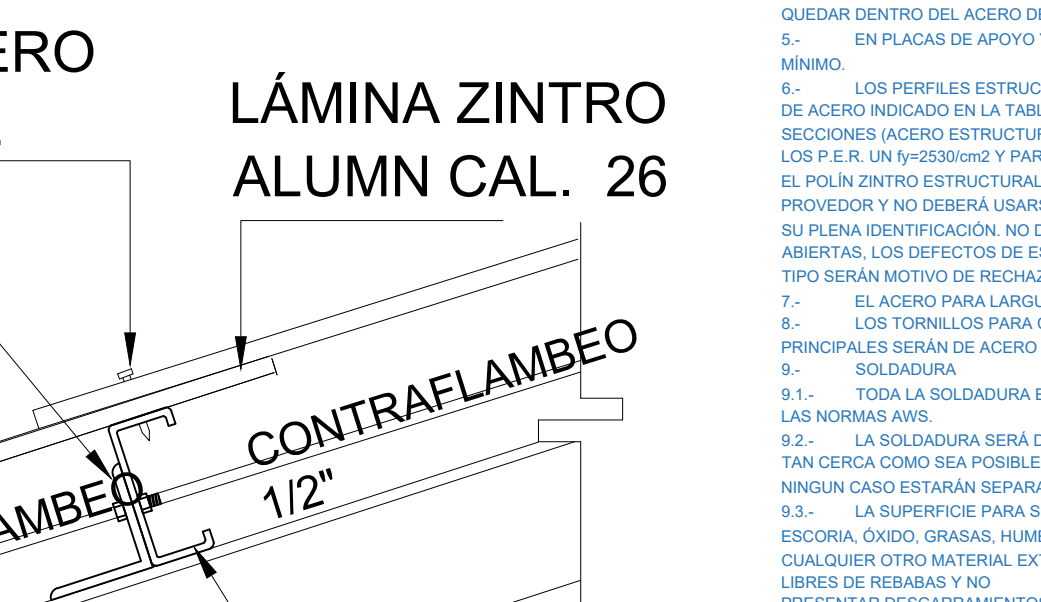 ERO
LÁMINA ZINTRO
ALUMN CAL. 26
CONTRAFLAMBEO
1/2"
AMBEO
QUEDAR DENTRO DEL ACERO DE
5.- EN PLACAS DE APOYO Y
MÍNIMO.
6.- LOS PERFILES ESTRUC
DE ACERO INDICADO EN LA TABL
SECCIONES (ACERO ESTRUCTUR
LOS P.E.R. UN fy=2530/cm2 Y PAR
EL POLÍN ZINTRO ESTRUCTURAL
PROVEDOR Y NO DEBERÁ USARS
SU PLENA IDENTIFICACIÓN. NO D
ABIERTAS, LOS DEFECTOS DE ES
TIPO SERÁN MOTIVO DE RECHAZ
7.- EL ACERO PARA LARGU
8.- LOS TORNILLOS PARA C
PRINCIPALES SERÁN DE ACERO
9.- SOLDADURA
9.1.- TODA LA SOLDADURA E
LAS NORMAS AWS.
9.2.- LA SOLDADURA SERÁ D
TAN CERCA COMO SEA POSIBLE
NINGUN CASO ESTARÁN SEPARA
9.3.- LA SUPERFICIE PARA S
ESCORIA, ÓXIDO, GRASAS, HUME
CUALQUIER OTRO MATERIAL EXT
LIBRES DE REBABAS Y NO
PRESENTAR DESGARRAMIENTOS